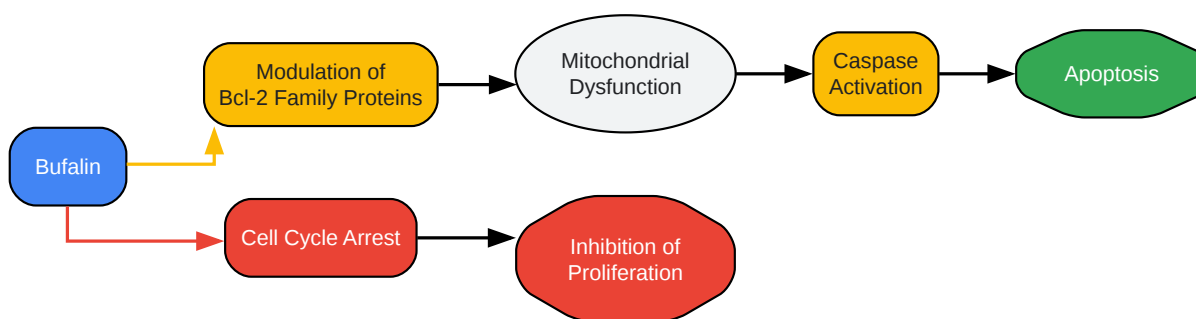 Modulation of
Bcl-2 Family Proteins
Mitochondrial
Dysfunction
Caspase
Activation
Apoptosis
Bufalin
Cell Cycle Arrest
Inhibition of
Proliferation